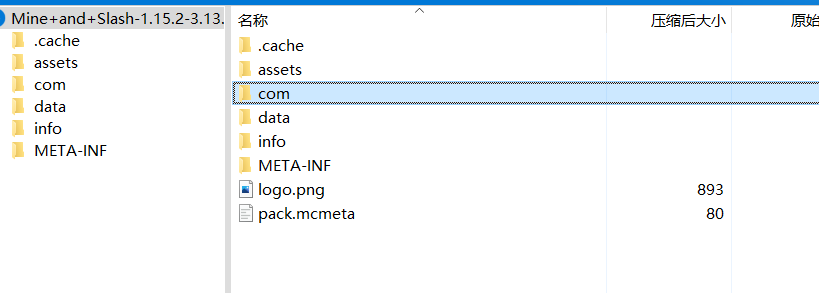 Mine+and+Slash-1.15.2-3.13.
.cache
assets
com
data
info
META-INF
名称 压缩后大小 原始
.cache
assets
com
data
info
META-INF
logo.png 893
pack.mcmeta 80